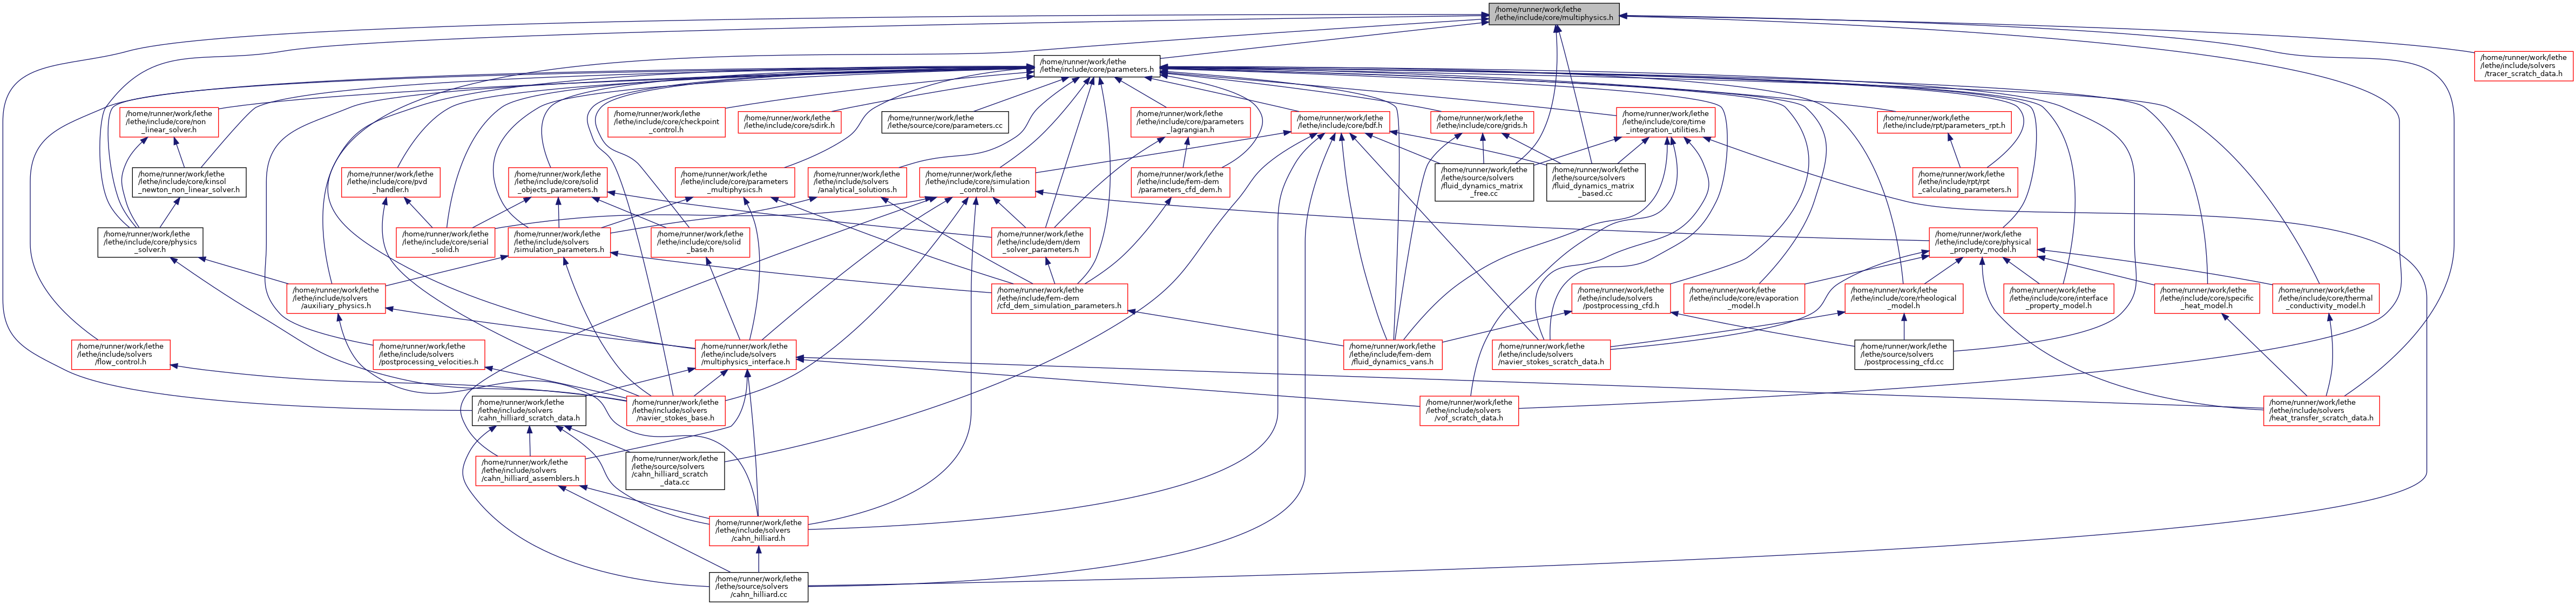 /home/runner/work/lethe
/lethe/include/core/multiphysics.h
/home/runner/work/lethe
/lethe/include/core/parameters.h
/home/runner/work/lethe
/lethe/include/solvers
/tracer_scratch_data.h
/home/runner/work/lethe
/lethe/include/core/non
_linear_solver.h
/home/runner/work/lethe
/lethe/include/core/checkpoint
_control.h
/home/runner/work/lethe
/lethe/include/core/sdirk.h
/home/runner/work/lethe
/lethe/source/core/parameters.cc
/home/runner/work/lethe
/lethe/include/core/parameters
_lagrangian.h
/home/runner/work/lethe
/lethe/include/core/bdf.h
/home/runner/work/lethe
/lethe/include/core/grids.h
/home/runner/work/lethe
/lethe/include/core/time
_integration_utilities.h
/home/runner/work/lethe
/lethe/include/rpt/parameters_rpt.h
/home/runner/work/lethe
/lethe/include/core/kinsol
_newton_non_linear_solver.h
/home/runner/work/lethe
/lethe/include/core/pvd
_handler.h
/home/runner/work/lethe
/lethe/include/core/solid
_objects_parameters.h
/home/runner/work/lethe
/lethe/include/core/parameters
_multiphysics.h
/home/runner/work/lethe
/lethe/include/solvers
/analytical_solutions.h
/home/runner/work/lethe
/lethe/include/core/simulation
_control.h
/home/runner/work/lethe
/lethe/include/fem-dem
/parameters_cfd_dem.h
/home/runner/work/lethe
/lethe/source/solvers
/fluid_dynamics_matrix
_free.cc
/home/runner/work/lethe
/lethe/source/solvers
/fluid_dynamics_matrix
_based.cc
/home/runner/work/lethe
/lethe/include/rpt/rpt
_calculating_parameters.h
/home/runner/work/lethe
/lethe/include/core/physics
_solver.h
/home/runner/work/lethe
/lethe/include/core/serial
_solid.h
/home/runner/work/lethe
/lethe/include/solvers
/simulation_parameters.h
/home/runner/work/lethe
/lethe/include/core/solid
_base.h
/home/runner/work/lethe
/lethe/include/dem/dem
_solver_parameters.h
/home/runner/work/lethe
/lethe/include/core/physical
_property_model.h
/home/runner/work/lethe
/lethe/include/solvers
/auxiliary_physics.h
/home/runner/work/lethe
/lethe/include/fem-dem
/cfd_dem_simulation_parameters.h
/home/runner/work/lethe
/lethe/include/solvers
/postprocessing_cfd.h
/home/runner/work/lethe
/lethe/include/core/evaporation
_model.h
/home/runner/work/lethe
/lethe/include/core/rheological
_model.h
/home/runner/work/lethe
/lethe/include/core/interface
_property_model.h
/home/runner/work/lethe
/lethe/include/core/specific
_heat_model.h
/home/runner/work/lethe
/lethe/include/core/thermal
_conductivity_model.h
/home/runner/work/lethe
/lethe/include/solvers
/flow_control.h
/home/runner/work/lethe
/lethe/include/solvers
/postprocessing_velocities.h
/home/runner/work/lethe
/lethe/include/solvers
/multiphysics_interface.h
/home/runner/work/lethe
/lethe/include/fem-dem
/fluid_dynamics_vans.h
/home/runner/work/lethe
/lethe/include/solvers
/navier_stokes_scratch_data.h
/home/runner/work/lethe
/lethe/source/solvers
/postprocessing_cfd.cc
/home/runner/work/lethe
/lethe/include/solvers
/cahn_hilliard_scratch_data.h
/home/runner/work/lethe
/lethe/include/solvers
/navier_stokes_base.h
/home/runner/work/lethe
/lethe/include/solvers
/vof_scratch_data.h
/home/runner/work/lethe
/lethe/include/solvers
/heat_transfer_scratch_data.h
/home/runner/work/lethe
/lethe/include/solvers
/cahn_hilliard_assemblers.h
/home/runner/work/lethe
/lethe/source/solvers
/cahn_hilliard_scratch
_data.cc
/home/runner/work/lethe
/lethe/include/solvers
/cahn_hilliard.h
/home/runner/work/lethe
/lethe/source/solvers
/cahn_hilliard.cc